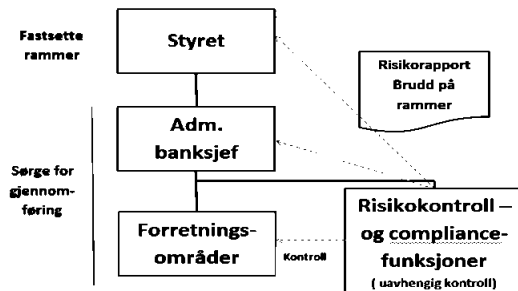 Fastsette
rammer
Styret
Risikorapport
Brudd på
rammer
Adm.
banksjef
Sørge for
gjennom-
føring
Forretnings-
områder
Kontroll
Risikokontroll –
og compliance-
funksjoner
( uavhengig kontroll)